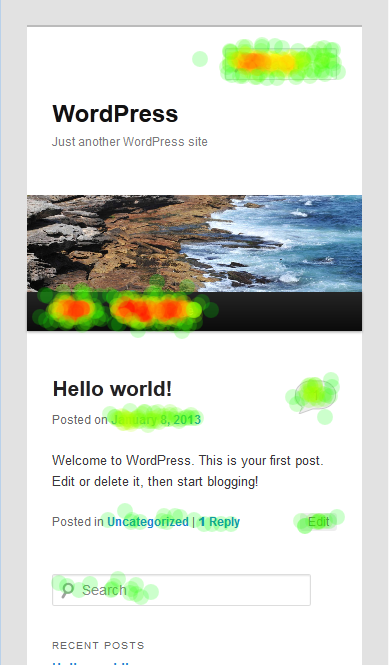 WordPress
Just another WordPress site
Hello world!
Posted on January 8, 2013
Welcome to WordPress. This is your first post.
Edit or delete it, then start blogging!
Posted in Uncategorized | 1 Reply
Edit
Search
RECENT POSTS